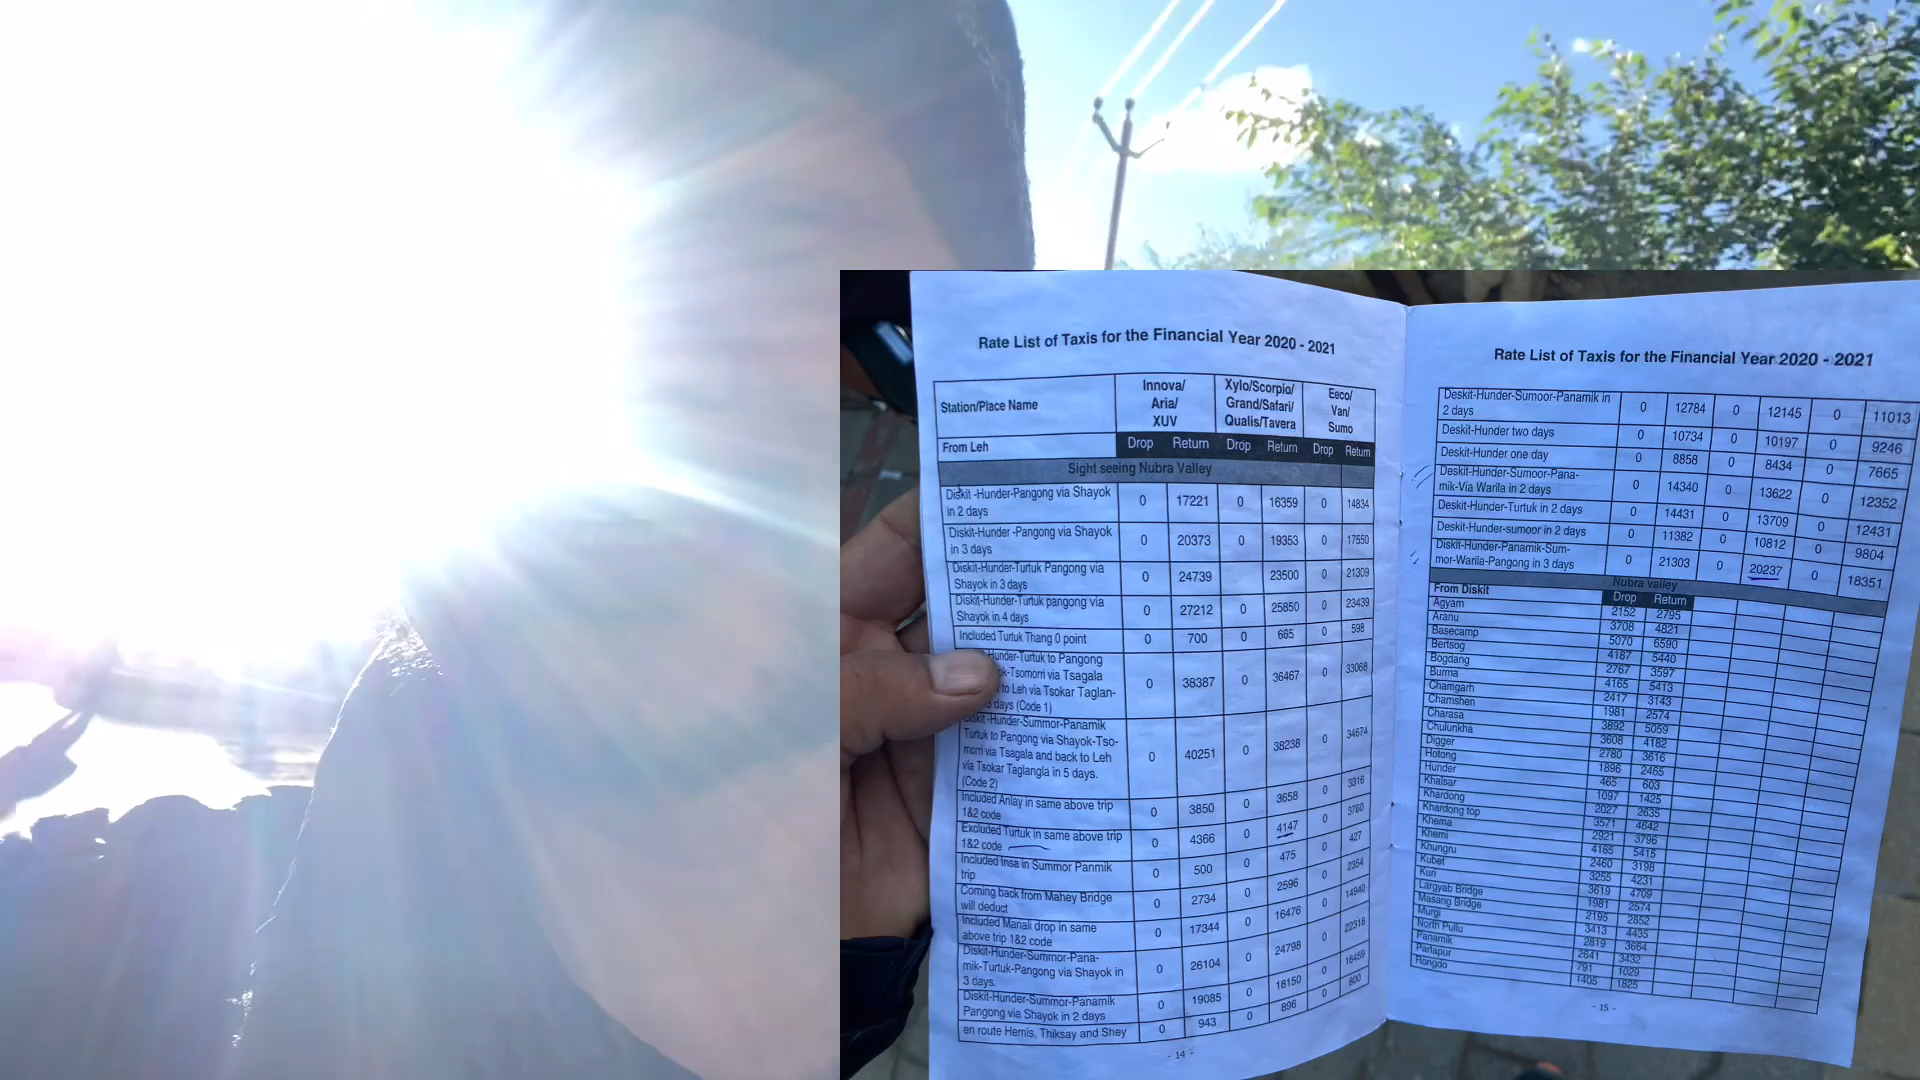 Rate List of Taxis for the Financial Year 2020 - 2021
Station/Place Name
Innova/ Aria/ XUV
Xylo/Scorpio/ Grand/Safari/ Qualis/Tavera
Eeco/ Van/ Sumo
From Leh Drop Return Drop Return Drop Return
Sight seeing Nubra Valley
Diskit -Hunder-Pangong via Shayok
in 2 days 0 17221 0 16359 0 14834
Diskit-Hunder -Pangong via Shayok
in 3 days 0 20373 0 19353 0 17550
Diskit-Hunder-Turtuk Pangong via
Shayok in 3 days 0 24739 23500 0 21309
Diskit-Hunder-Turtuk pangong via
Shayok in 4 days 0 27212 0 25850 0 23439
Included Turtuk Thang 0 point 0 700 0 665 0 598
Hunder-Turtuk to Pangong
ok-Tsomorri via Tsagala
to Leh via Tsokar Taglan-
days (Code 1) 0 38387 0 36467 0 33068
Diskit-Hunder-Summor-Panamik
Turtuk to Pangong via Shayok-Tso-
morri via Tsagala and back to Leh
via Tsokar Taglangla in 5 days.
(Code 2) 0 40251 0 38238 0 34674
Included Anlay in same above trip
1&2 code 0 3850 0 3658 0 3316
Excluded Turtuk in same above trip
1&2 code 0 4366 0 4147 0 3760
Included Insa in Summor Panmik
trip 0 500 0 475 0 427
Coming back from Mahey Bridge
will deduct 0 2734 0 2596 0 2354
Included Manali drop in same
above trip 1&2 code 0 17344 0 16476 0 14940
Diskit-Hunder-Summor-Pana-
mik-Turtuk-Pangong via Shayok in
3 days. 0 26104 0 24798 0 22318
Diskit-Hunder-Summor-Panamik
Pangong via Shayok in 2 days 0 19085 0 18150 0 16459
en route Hemis, Thiksay and Shey 0 943 0 896 0 800
- 14 -
Rate List of Taxis for the Financial Year 2020 - 2021
Deskit-Hunder-Sumoor-Panamik in
2 days 0 12784 0 12145 0 11013
Deskit-Hunder two days 0 10734 0 10197 0 9246
Deskit-Hunder one day 0 8858 0 8434 0 7665
Deskit-Hunder-Sumoor-Pana-
mik-Via Warila in 2 days 0 14340 0 13622 0 12352
Deskit-Hunder-Turtuk in 2 days 0 14431 0 13709 0 12431
Deskit-Hunder-sumoor in 2 days 0 11382 0 10812 0 9804
Diskit-Hunder-Panamik-Sum-
mor-Warila-Pangong in 3 days 0 21303 0 20237 0 18351
Nubra valley
From Diskit Drop Return
Agyam 2152 2795
Aranu 3708 4821
Basecamp 5070 6590
Bertsog 4187 5440
Bogdang 2767 3597
Burma 4165 5413
Chamgarh 2417 3143
Chamshen 1981 2574
Charasa 3892 5059
Chulunkha 3608 4182
Digger 2780 3616
Hotong 1896 2465
Hunder 465 603
Khalsar 1097 1425
Khardong 2027 2635
Khardong top 3571 4642
Khema 2921 3796
Khemi 4165 5415
Khungru 2460 3198
Kubet 3255 4231
Kuri 3619 4709
Largyab Bridge 1981 2574
Masang Bridge 2195 2852
Murgi 3413 4435
North Pullu 2819 3664
Panamik 2641 3432
Partapur 791 1029
Rongdo 1405 1825
- 15 -